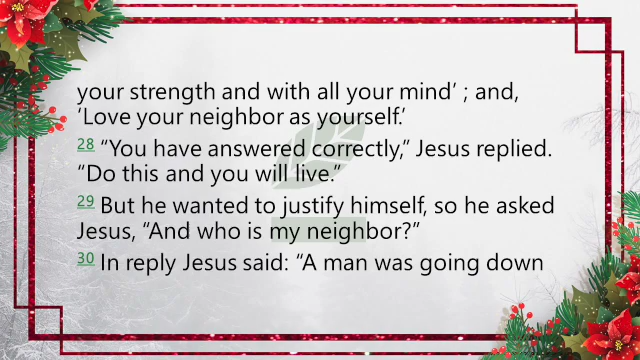 your strength and with all your mind’ ; and,
‘Love your neighbor as yourself.’
28 “You have answered correctly,” Jesus replied.
“Do this and you will live.”
29 But he wanted to justify himself, so he asked
Jesus, “And who is my neighbor?”
30 In reply Jesus said: “A man was going down